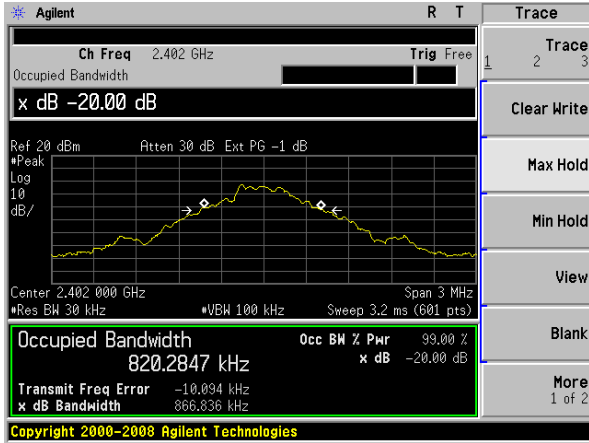 Agilent R T Trace
Ch Freq 2.402 GHz Trig Free
Occupied Bandwidth
x dB -20.00 dB
Ref 20 dBm Atten 30 dB Ext PG -1 dB
#Peak
Log
10
dB/
Center 2.402 000 GHz Span 3 MHz
#Res BW 30 kHz #VBW 100 kHz Sweep 3.2 ms (601 pts)
Occupied Bandwidth Occ BW % Pwr 99.00 %
820.2847 kHz x dB -20.00 dB
Transmit Freq Error -10.094 kHz
x dB Bandwidth 866.836 kHz
Copyright 2000-2008 Agilent Technologies
Trace
1 2 3
Clear Write
Max Hold
Min Hold
View
Blank
More
1 of 2